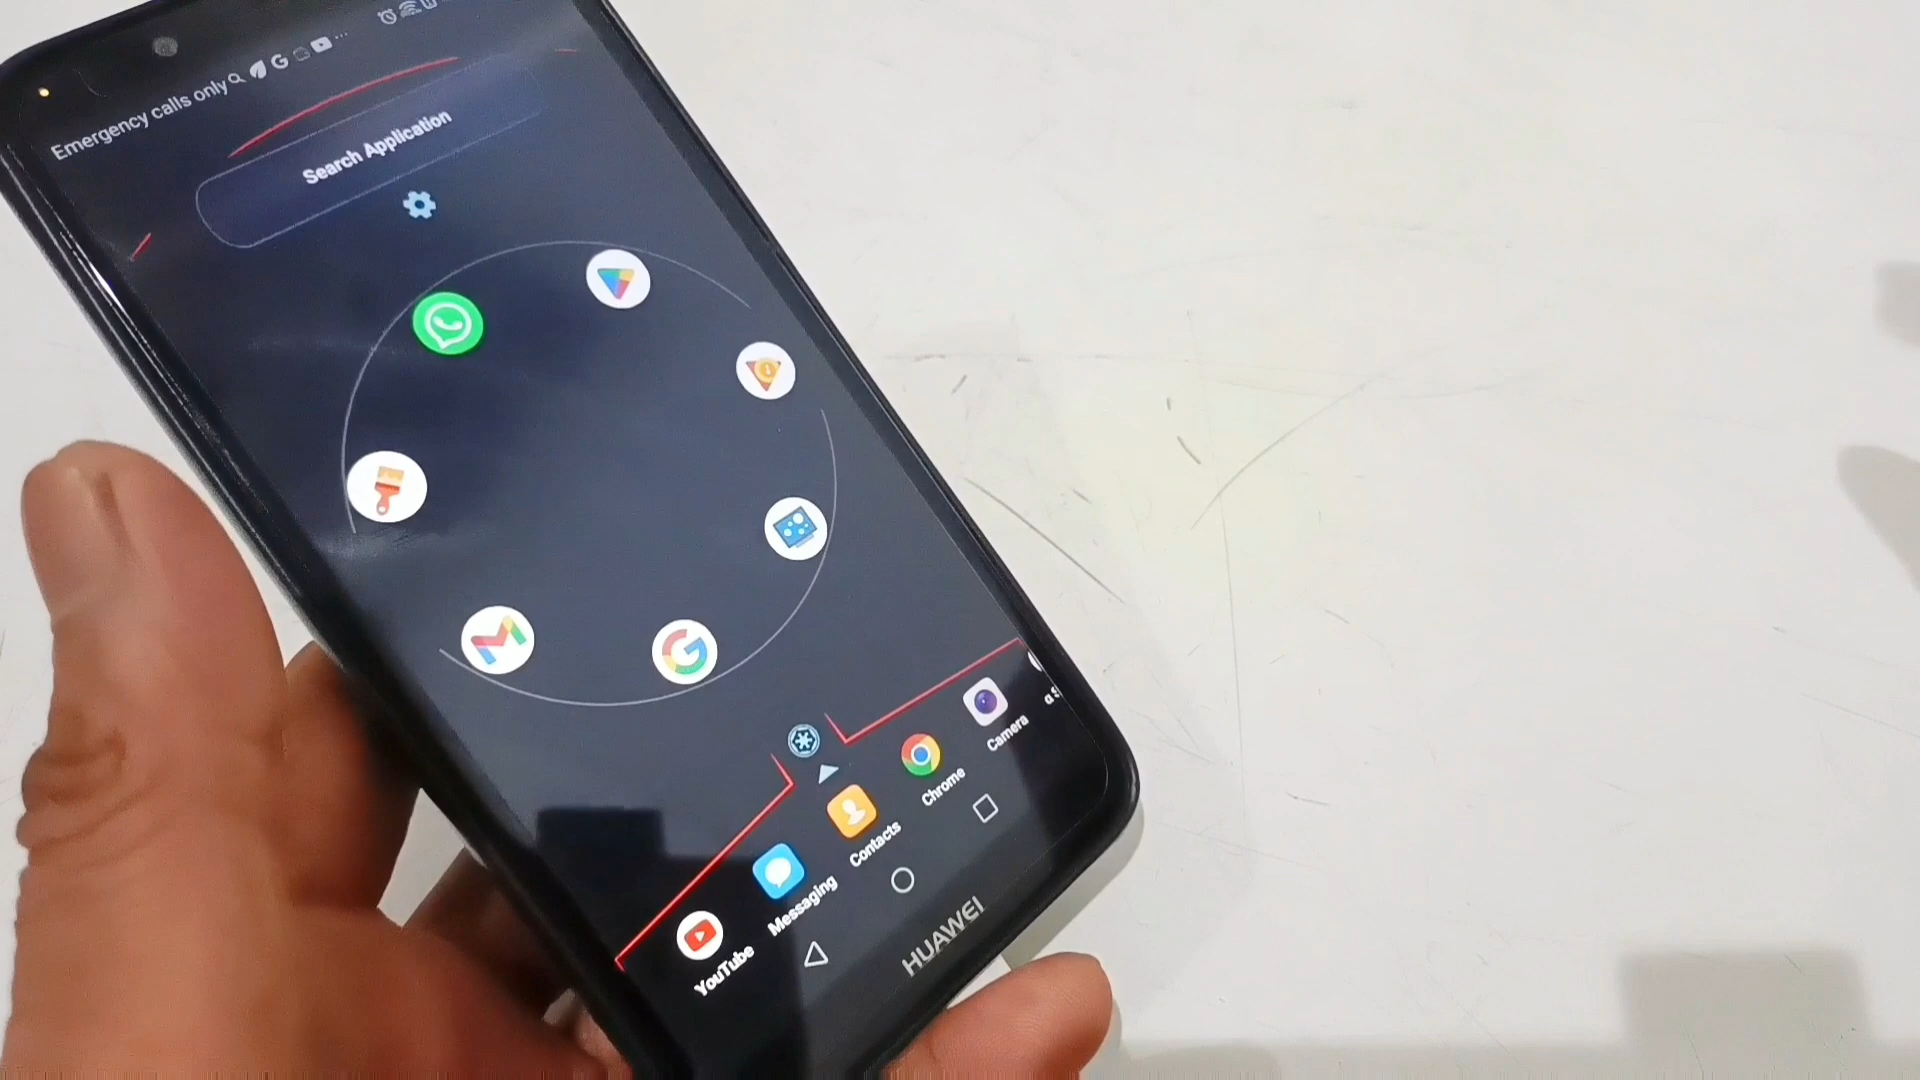 Emergency calls only
Search Application
YouTube
Messaging
Contacts
Chrome
Camera
HUAWEI